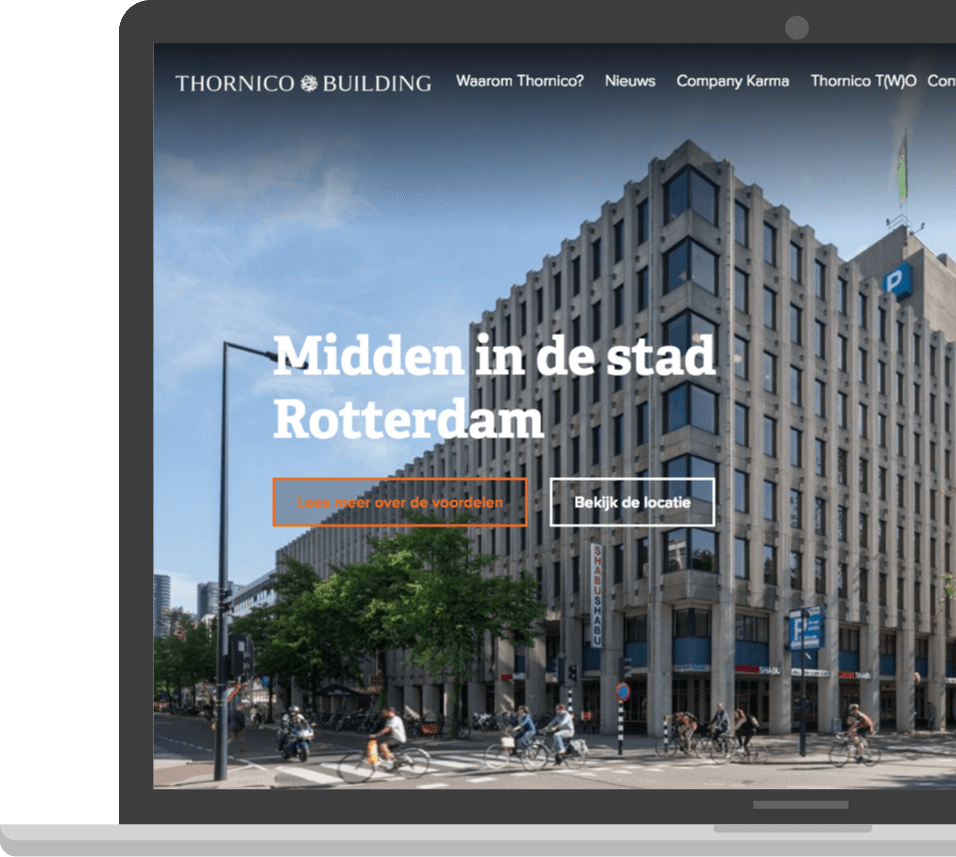 THORNICO BUILDING
Waarom Thornico? Nieuws Company Karma Thornico T(W)O Con
Midden in de stad
Rotterdam
Lees meer over de voordelen
Bekijk de locatie
P
SHABUSHABU
P
SHABU
SHABU